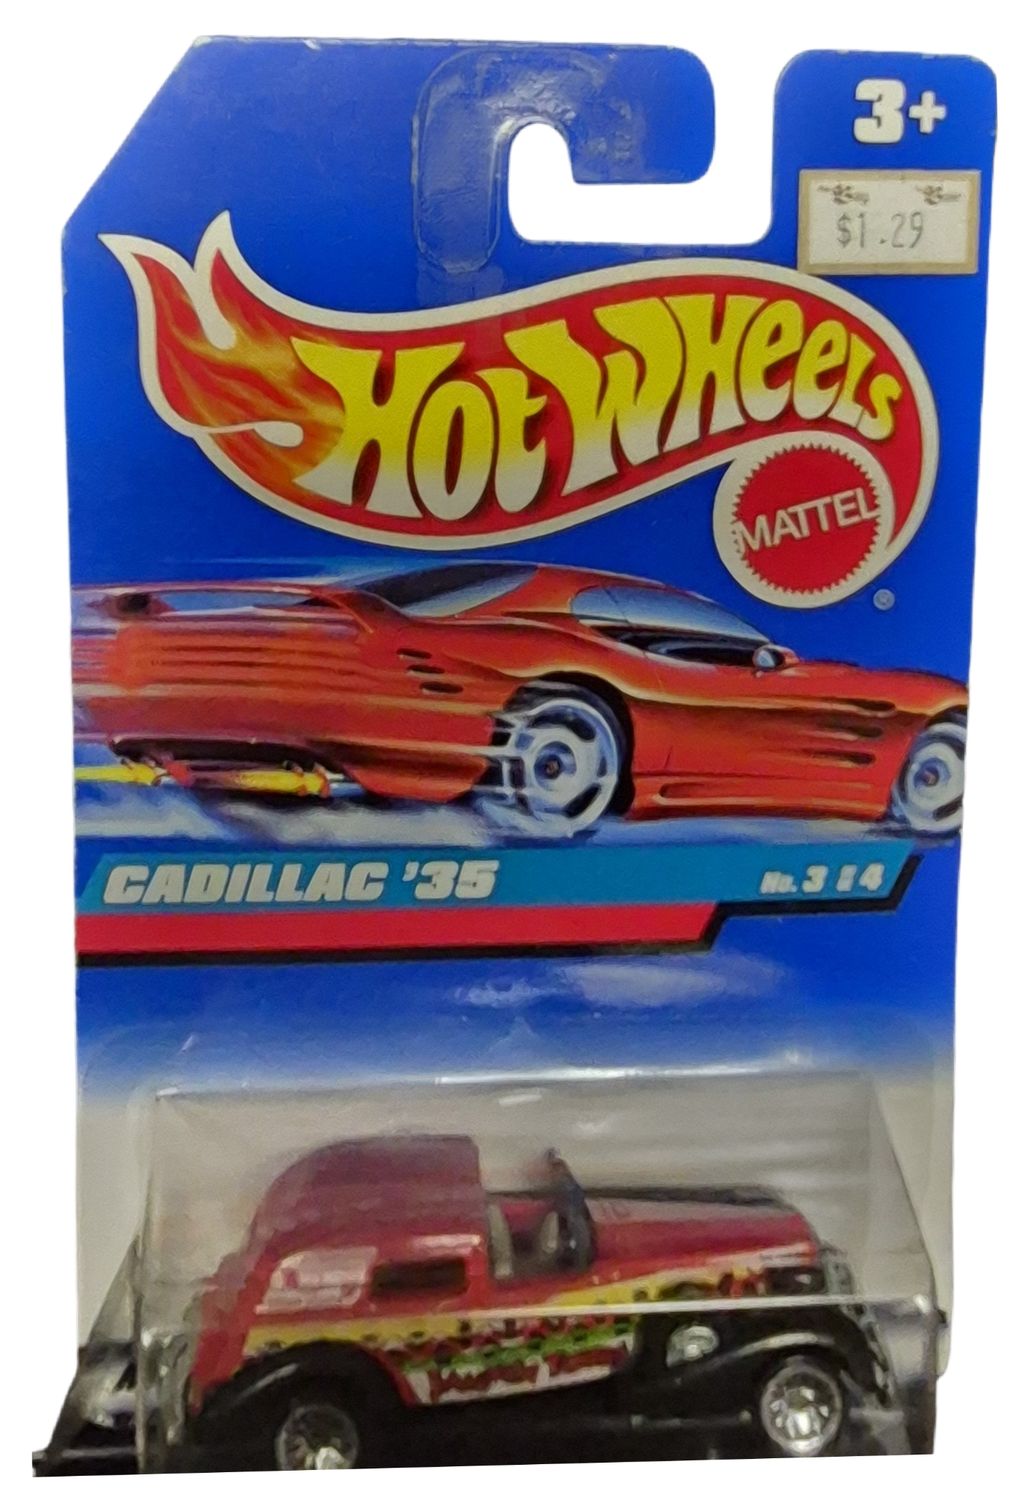 3+
$1.29
HOT WHEELS
MATTEL
®
CADILLAC '35
No. 3 OF 4